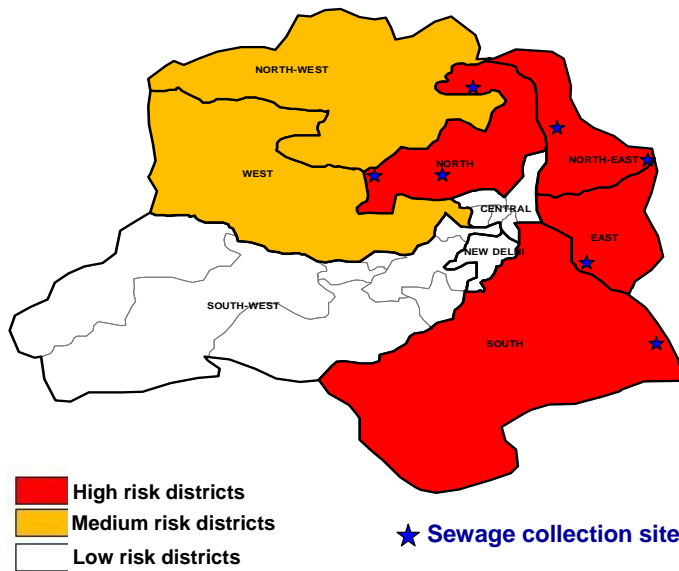 NORTH-WEST
NORTH
NORTH-EAST
WEST
CENTRAL
EAST
NEW DELHI
SOUTH-WEST
SOUTH
High risk districts
Medium risk districts
Low risk districts
Sewage collection site